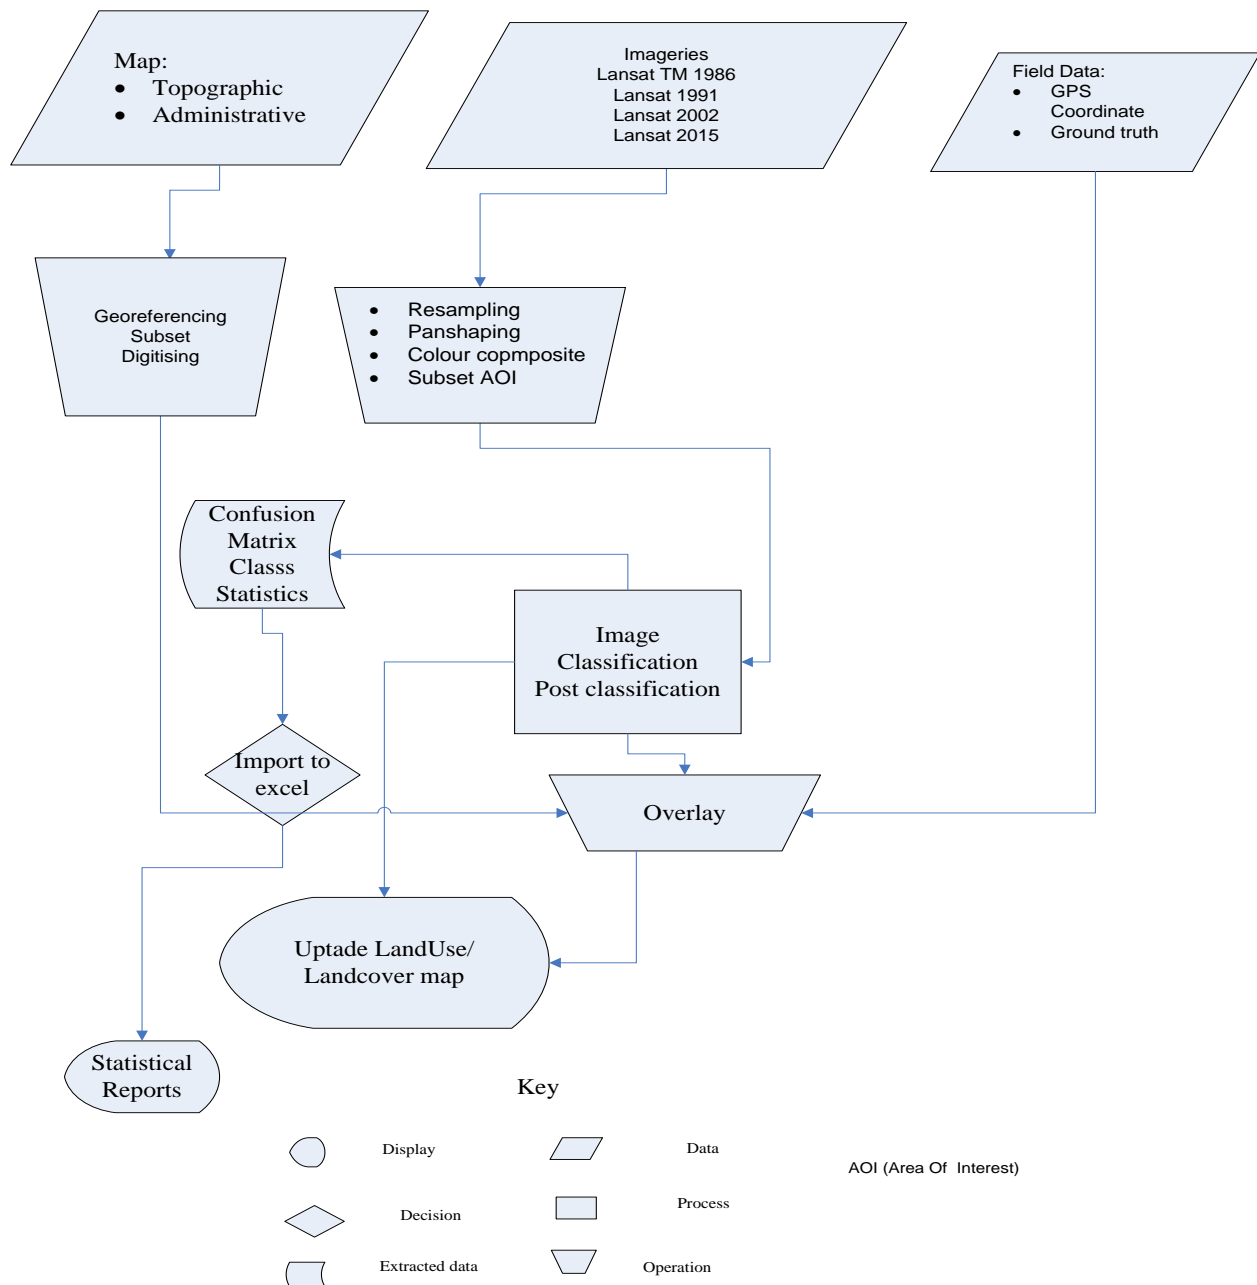 Map:
• Topographic
• Administrative
Imageries
Lansat TM 1986
Lansat 1991
Lansat 2002
Lansat 2015
Field Data:
• GPS
Coordinate
• Ground truth
Georeferencing
Subset
Digitising
• Resampling
• Panshaping
• Colour copmposite
• Subset AOI
Confusion
Matrix
Classs
Statistics
Image
Classification
Post classification
Import to
excel
Overlay
Uptade LandUse/
Landcover map
Statistical
Reports
Key
Display
Data
AOI (Area Of Interest)
Decision
Process
Extracted data
Operation